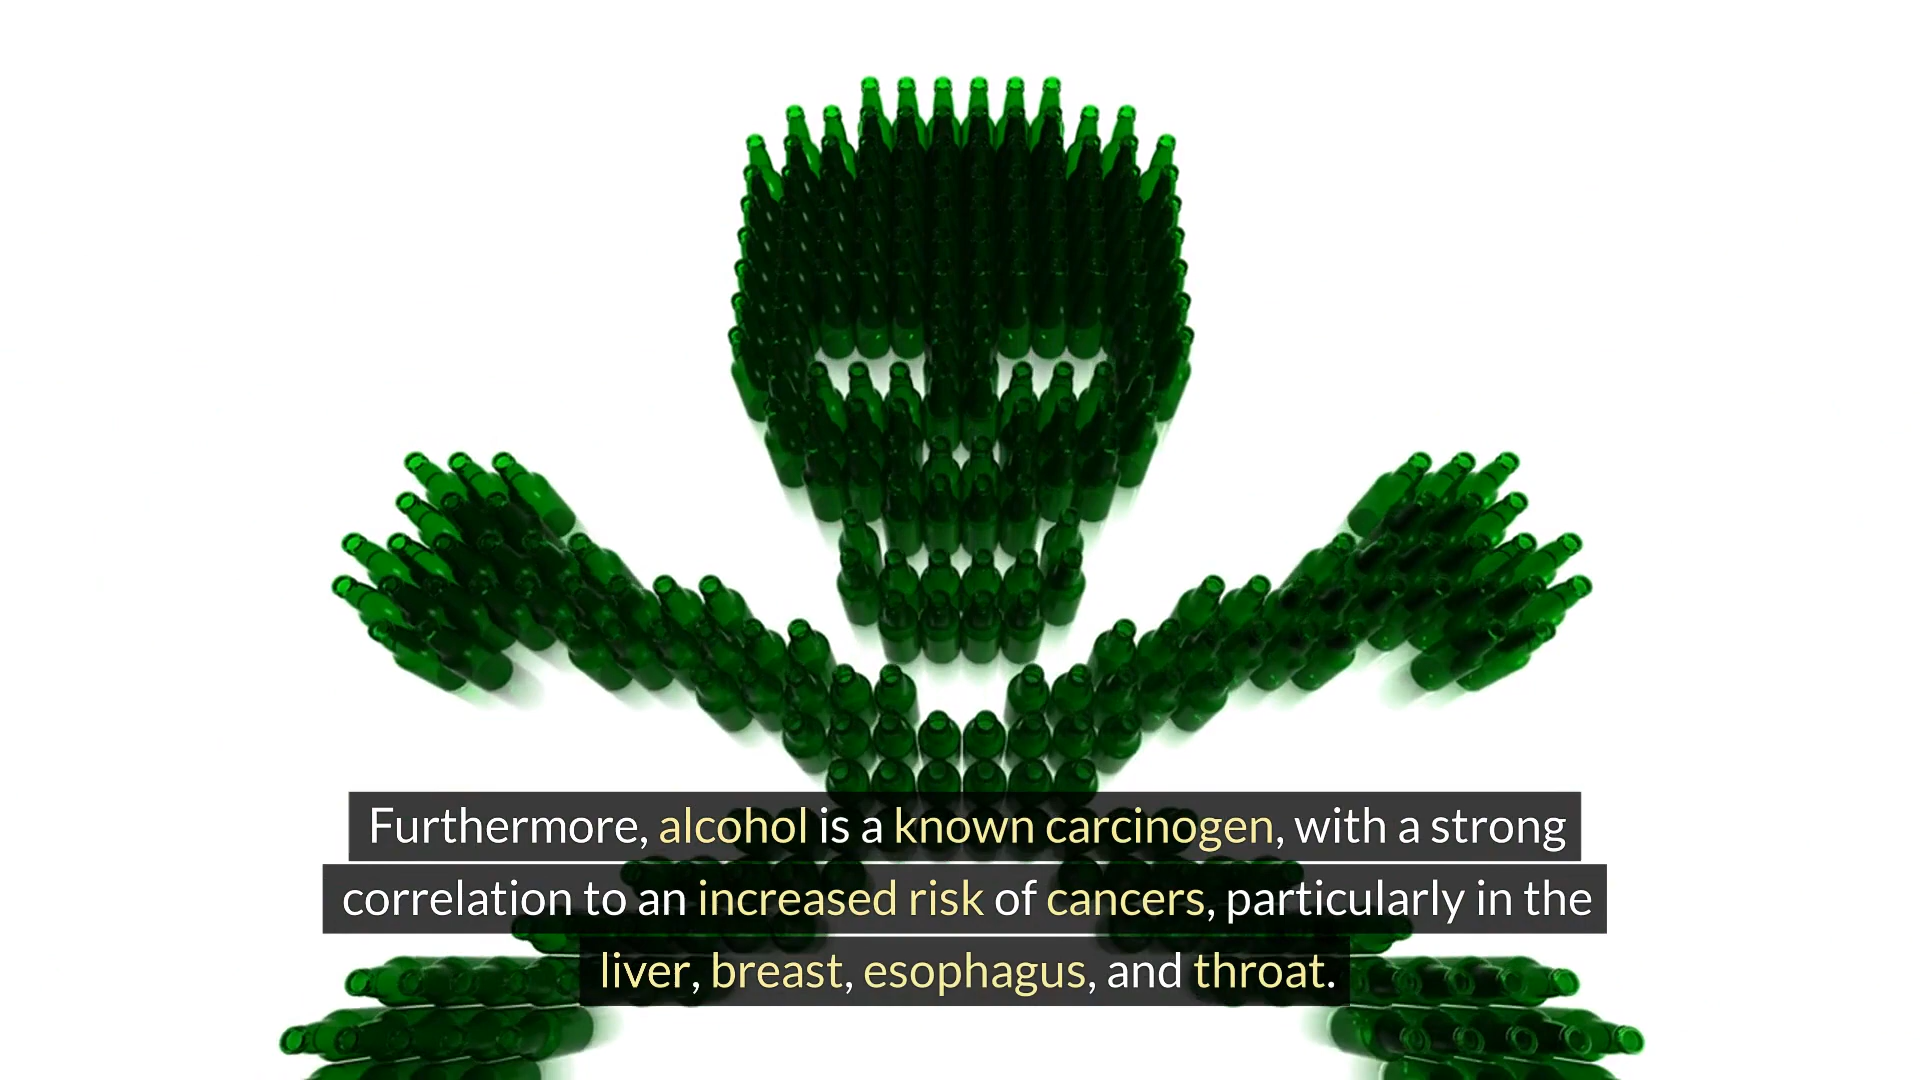 Furthermore, alcohol is a known carcinogen, with a strong
correlation to an increased risk of cancers, particularly in the
liver, breast, esophagus, and throat.